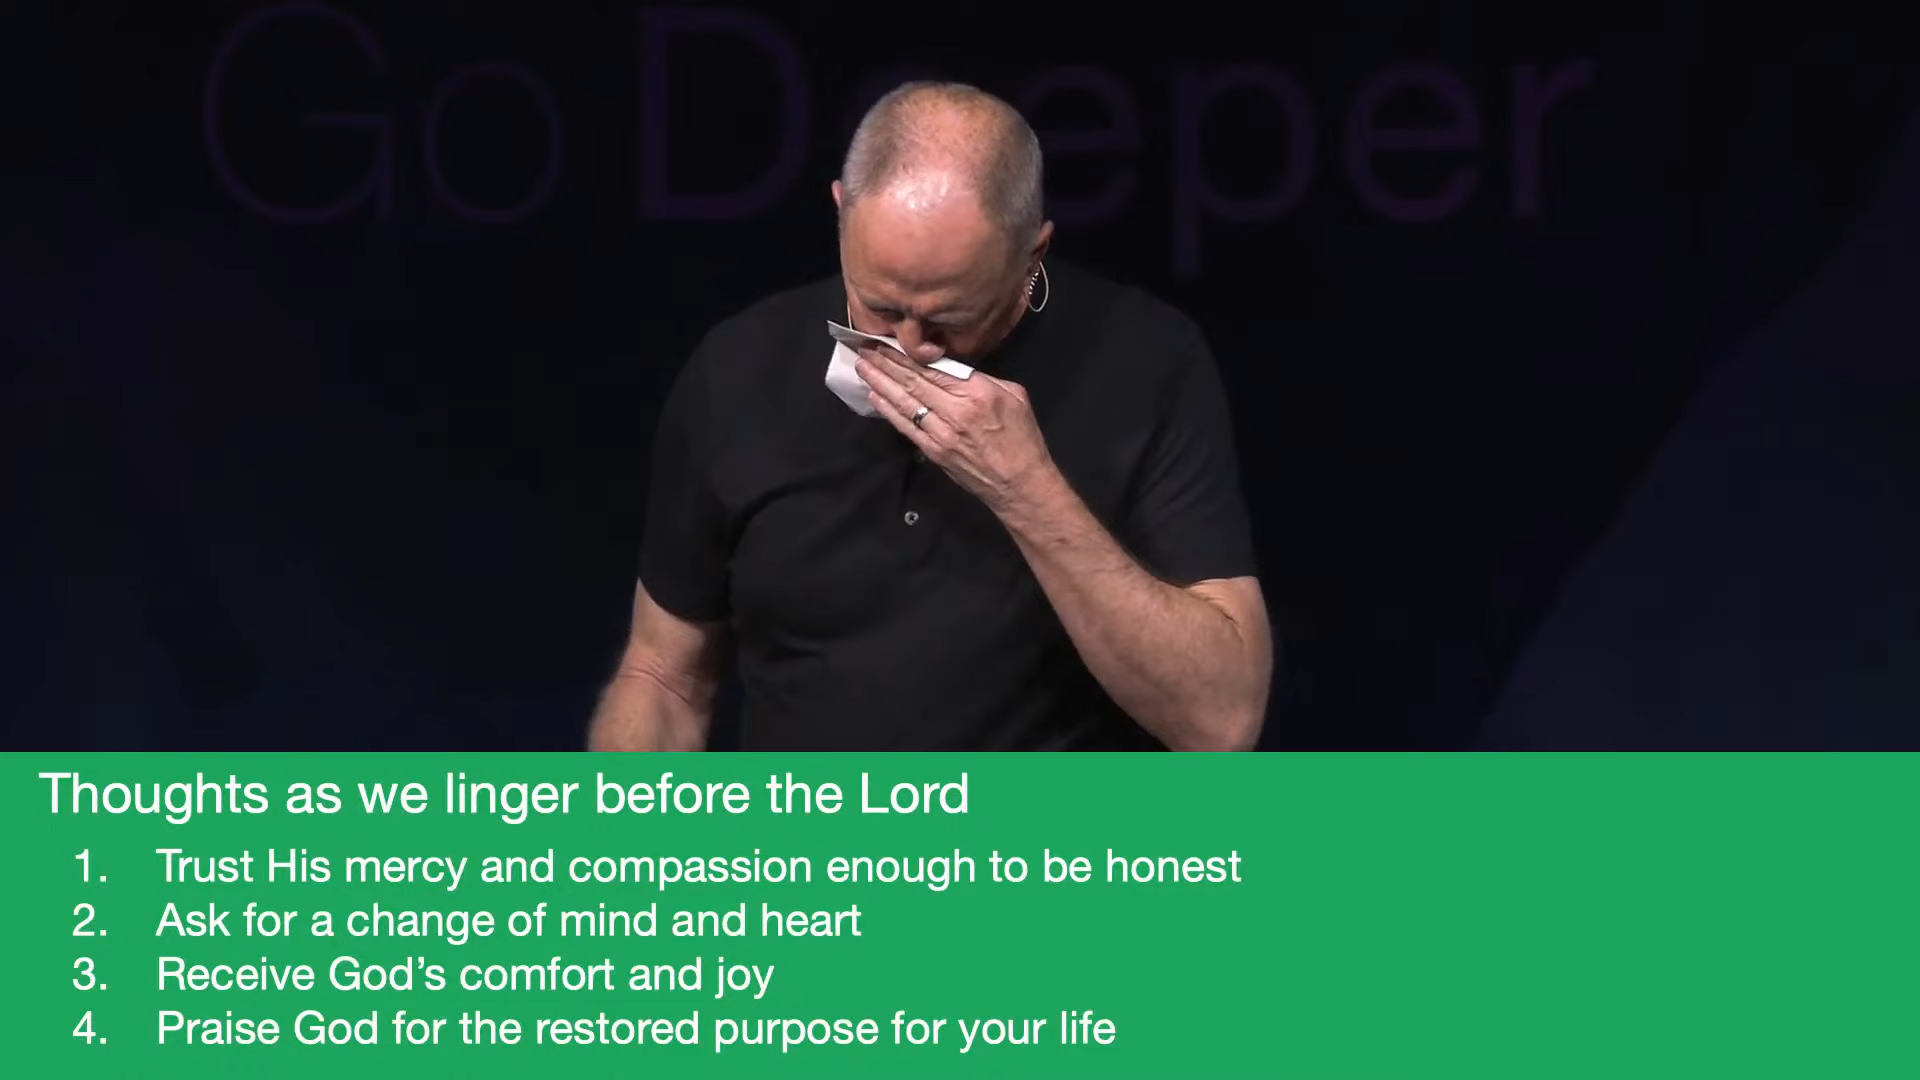 Go Deeper
Thoughts as we linger before the Lord
1. Trust His mercy and compassion enough to be honest
2. Ask for a change of mind and heart
3. Receive God’s comfort and joy
4. Praise God for the restored purpose for your life